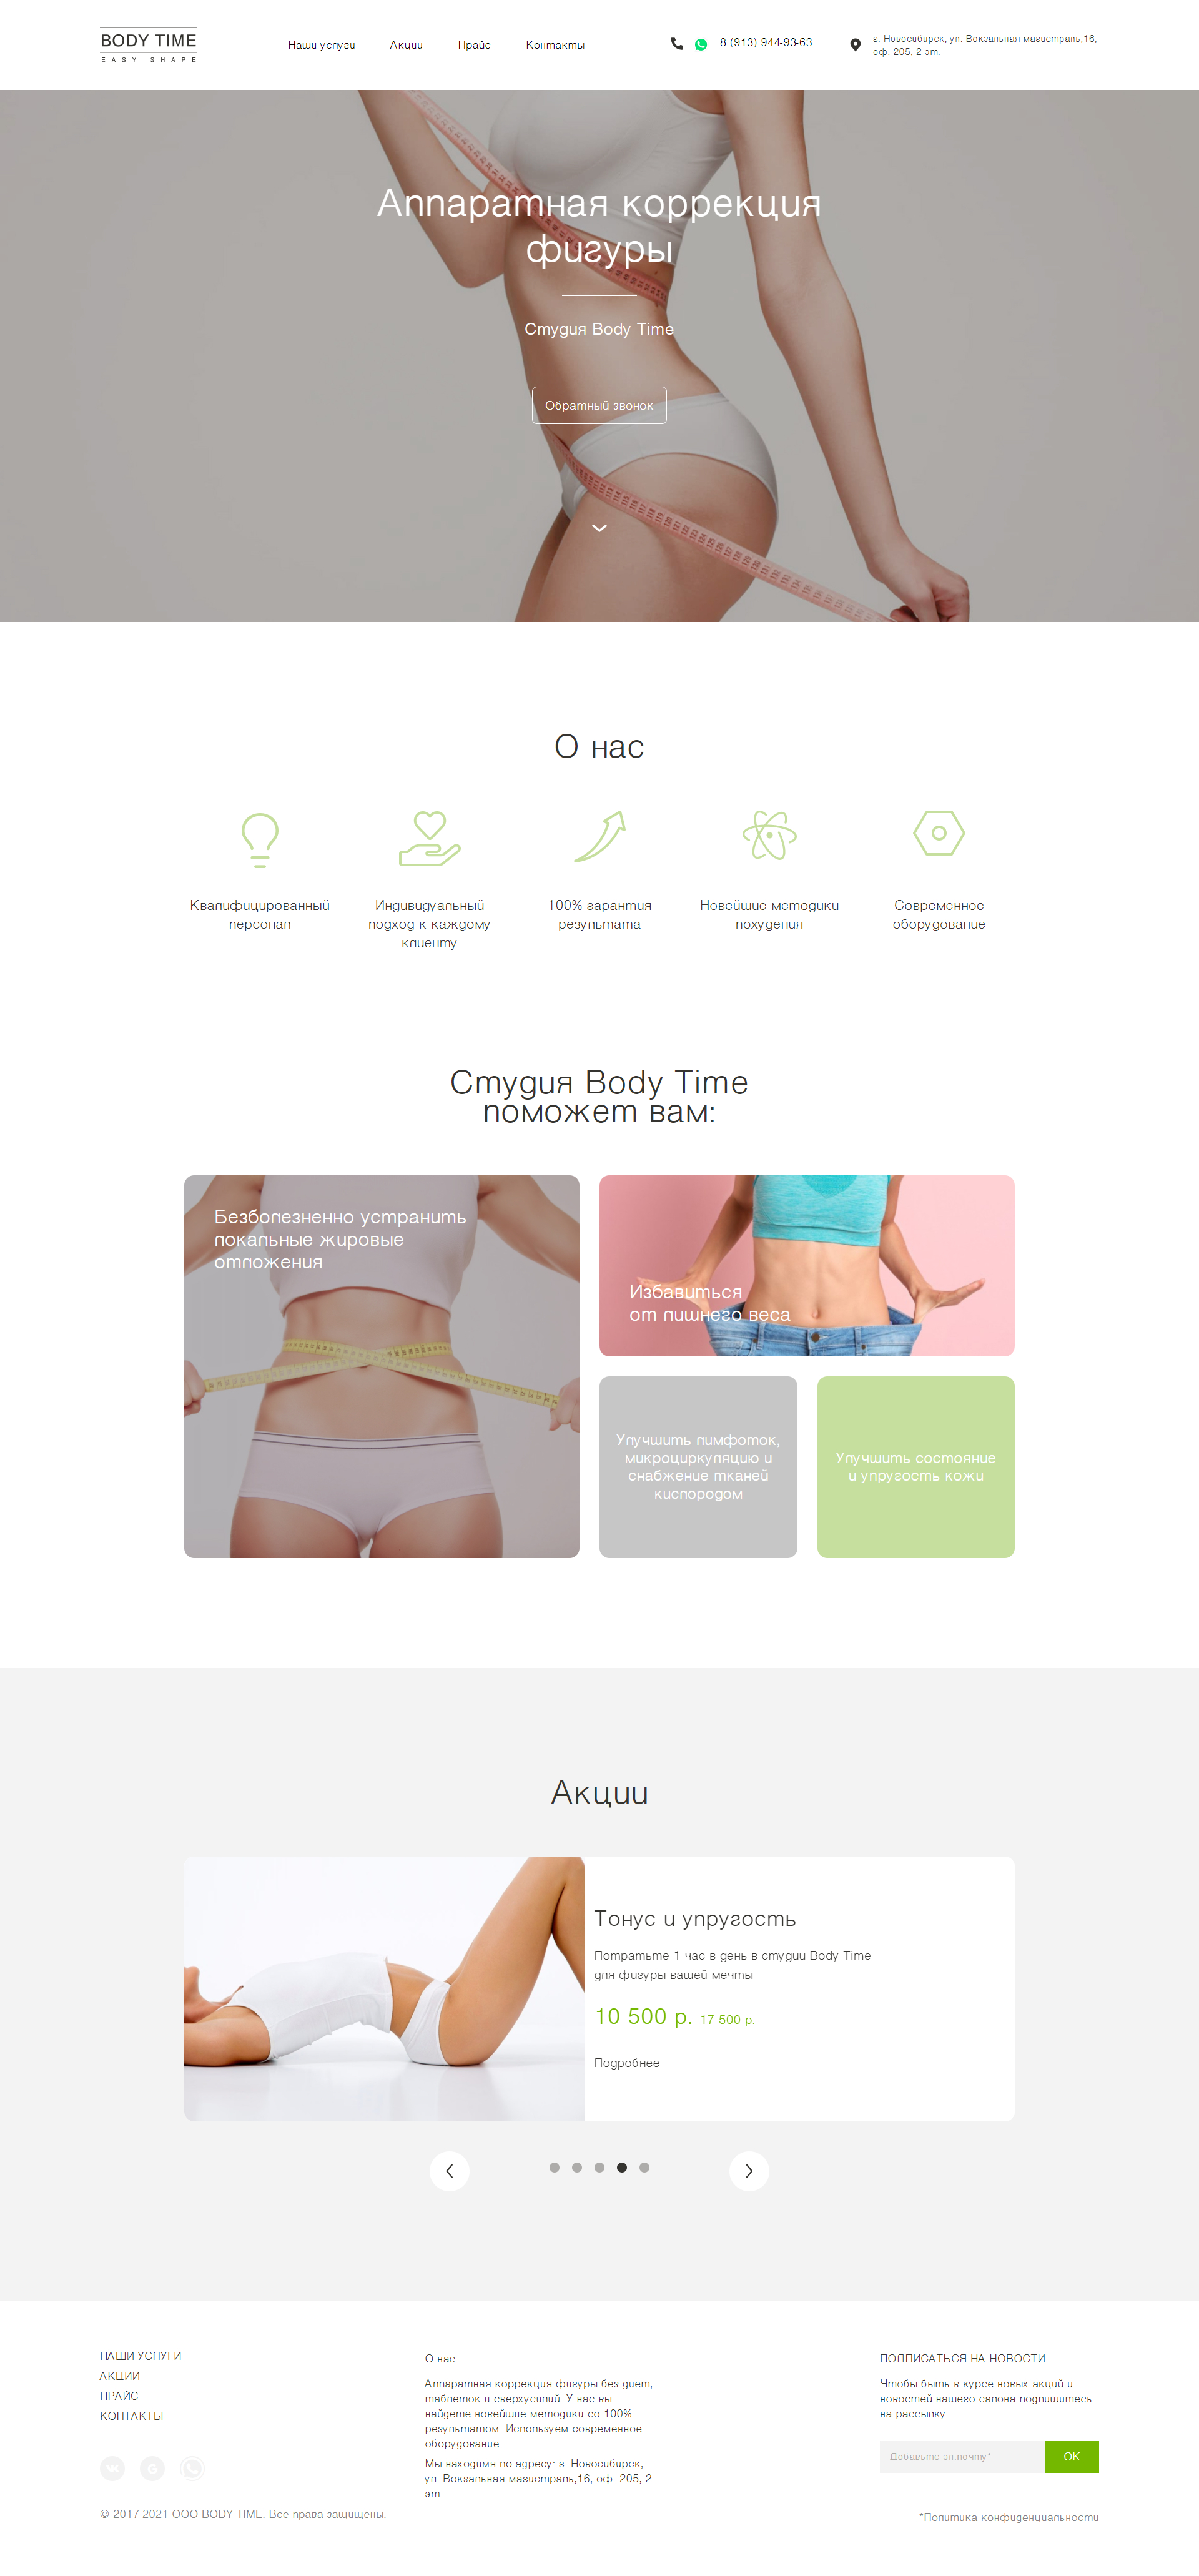 BODY TIME
EASY SHAPE
Наши услуги
Акции
Прайс
Контакты
8 (913) 944-93-63
г. Новосибирск, ул. Вокзальная магистраль,16,
оф. 205, 2 эт.
Аппаратная коррекция
фигуры
Студия Body Time
Обратный звонок
О нас
Квалифицированный
персонал
Индивидуальный
подход к каждому
клиенту
100% гарантия
результата
Новейшие методики
похудения
Современное
оборудование
Студия Body Time
поможет вам:
Безболезненно устранить
локальные жировые
отложения
Избавиться
от лишнего веса
Улучшить лимфоток,
микроциркуляцию и
снабжение тканей
кислородом
Улучшить состояние
и упругость кожи
Акции
Тонус и упругость
Потратьте 1 час в день в студии Body Time
для фигуры вашей мечты
10 500 р. 17 500 р.
Подробнее
НАШИ УСЛУГИ
АКЦИИ
ПРАЙС
КОНТАКТЫ
© 2017-2021 ООО BODY TIME. Все права защищены.
О нас
Аппаратная коррекция фигуры без диет,
таблеток и сверхусилий. У нас вы
найдете новейшие методики со 100%
результатом. Используем современное
оборудование.
Мы находимя по адресу: г. Новосибирск,
ул. Вокзальная магистраль,16, оф. 205, 2
эт.
ПОДПИСАТЬСЯ НА НОВОСТИ
Чтобы быть в курсе новых акций и
новостей нашего салона подпишитесь
на рассылку.
Добавьте эл.почту*
ОК
*Политика конфиденциальности